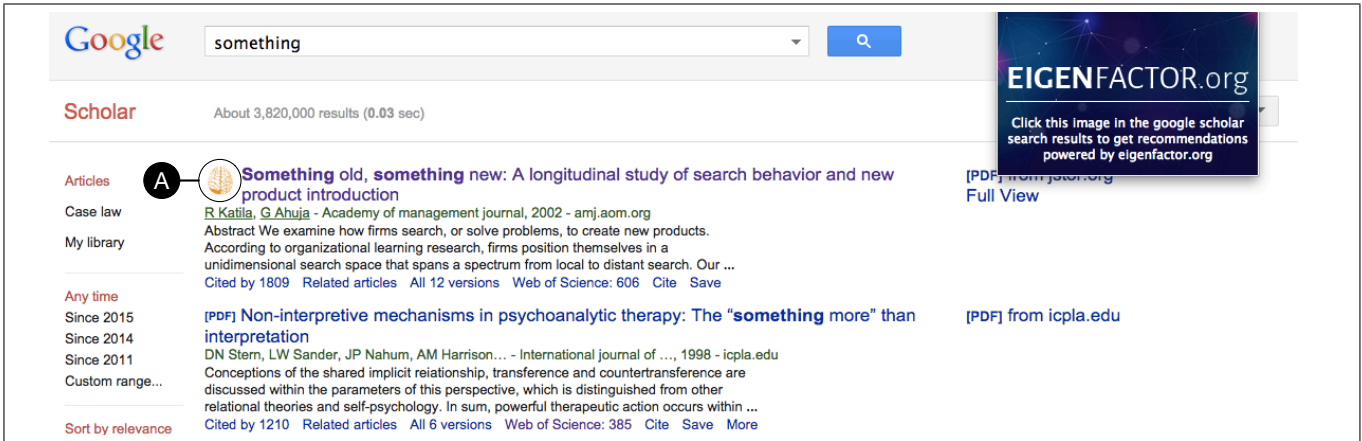 Google
something
EIGENFACTOR.org
Click this image in the google scholar
search results to get recommendations
powered by eigenfactor.org
Scholar
About 3,820,000 results (0.03 sec)
Articles
Case law
My library
Any time
Since 2015
Since 2014
Since 2011
Custom range...
Sort by relevance
A
Something old, something new: A longitudinal study of search behavior and new
product introduction
R Katila, G Ahuja - Academy of management journal, 2002 - amj.aom.org
Abstract We examine how firms search, or solve problems, to create new products.
According to organizational learning research, firms position themselves in a
unidimensional search space that spans a spectrum from local to distant search. Our ...
Cited by 1809 Related articles All 12 versions Web of Science: 606 Cite Save
[PDF] from jstor.org
Full View
[PDF] Non-interpretive mechanisms in psychoanalytic therapy: The “something more” than
interpretation
DN Stern, LW Sander, JP Nahum, AM Harrison... - International journal of …, 1998 - icpla.edu
Conceptions of the shared implicit relationship, transference and countertransference are
discussed within the parameters of this perspective, which is distinguished from other
relational theories and self-psychology. In sum, powerful therapeutic action occurs within ...
Cited by 1210 Related articles All 6 versions Web of Science: 385 Cite Save More
[PDF] from icpla.edu